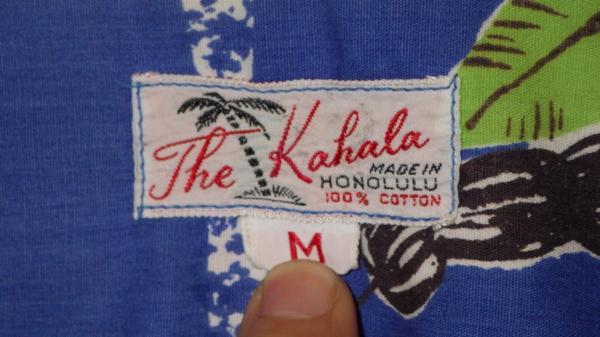 The Kahala
MADE IN
HONOLULU
100% COTTON
M